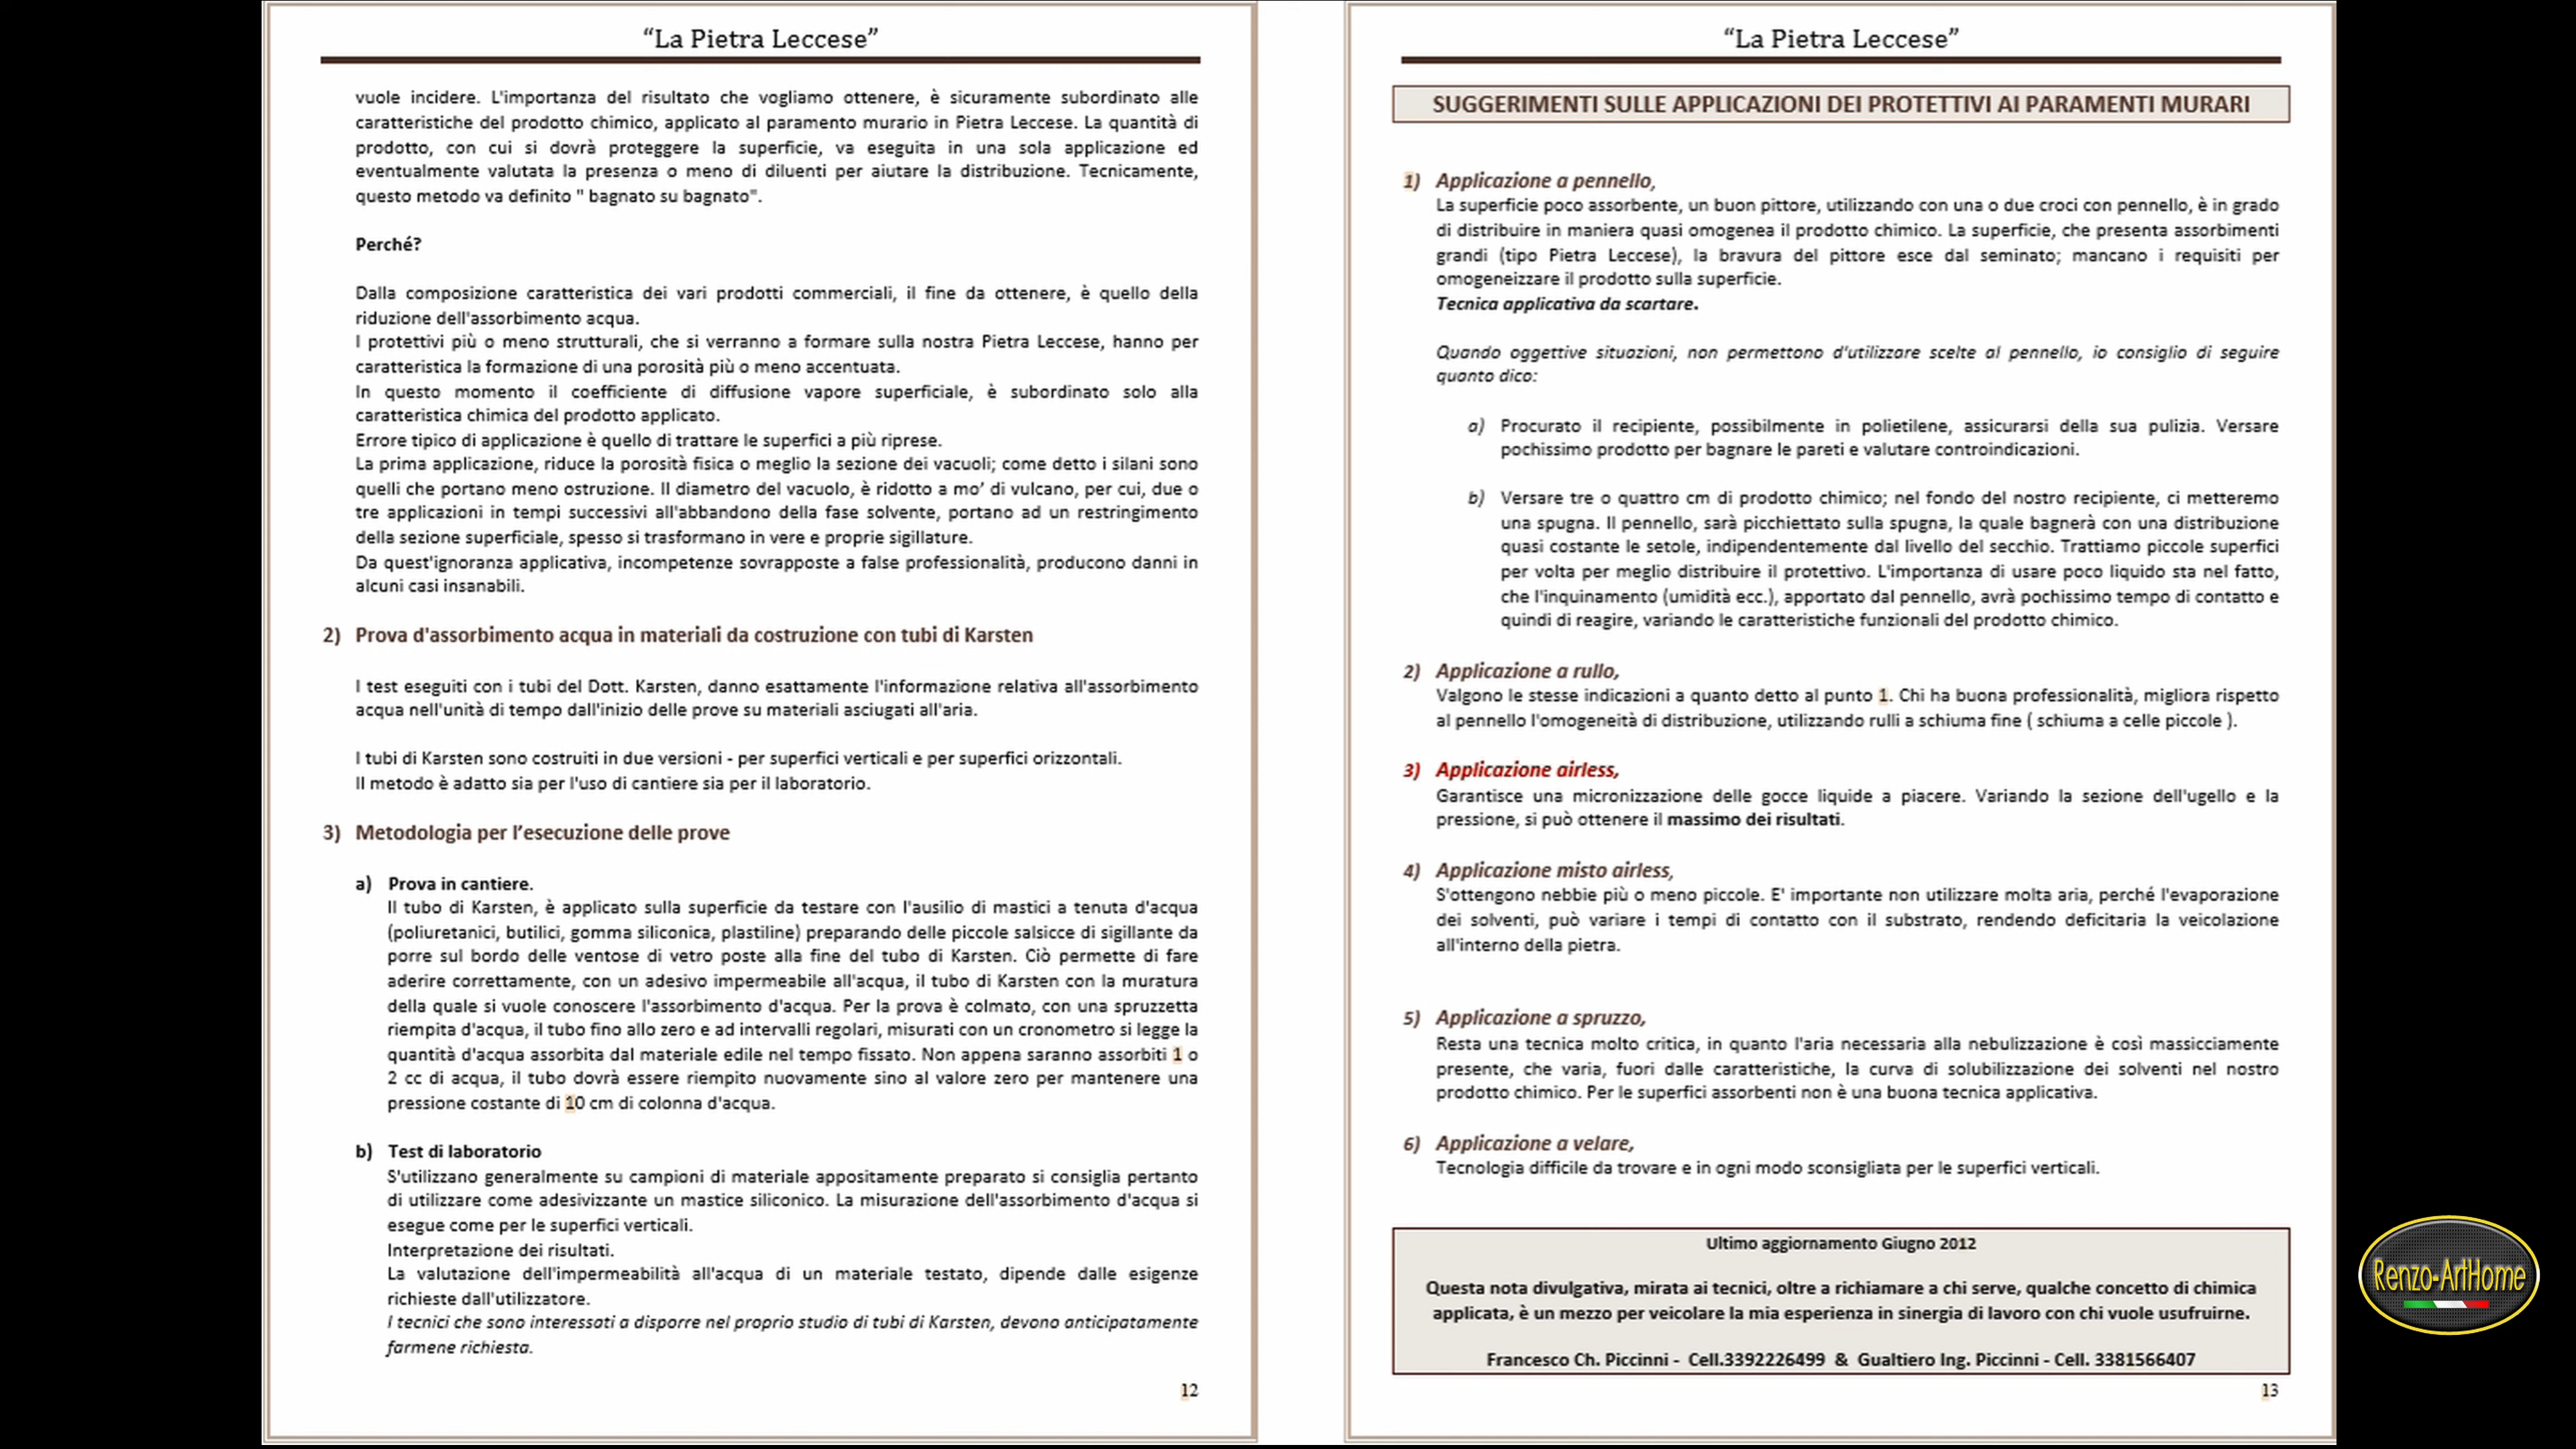 “La Pietra Leccese”
vuole incidere. L'importanza del risultato che vogliamo ottenere, è sicuramente subordinato alle
caratteristiche del prodotto chimico, applicato al paramento murario in Pietra Leccese. La quantità di
prodotto, con cui si dovrà proteggere la superficie, va eseguita in una sola applicazione ed
eventualmente valutata la presenza o meno di diluenti per aiutare la distribuzione. Tecnicamente,
questo metodo va definito " bagnato su bagnato".
Perché?
Dalla composizione caratteristica dei vari prodotti commerciali, il fine da ottenere, è quello della
riduzione dell'assorbimento acqua.
I protettivi più o meno strutturali, che si verranno a formare sulla nostra Pietra Leccese, hanno per
caratteristica la formazione di una porosità più o meno accentuata.
In questo momento il coefficiente di diffusione vapore superficiale, è subordinato solo alla
caratteristica chimica del prodotto applicato.
Errore tipico di applicazione è quello di trattare le superfici a più riprese.
La prima applicazione, riduce la porosità fisica o meglio la sezione dei vacuoli; come detto i silani sono
quelli che portano meno ostruzione. Il diametro del vacuolo, è ridotto a mo’ di vulcano, per cui, due o
tre applicazioni in tempi successivi all'abbandono della fase solvente, portano ad un restringimento
della sezione superficiale, spesso si trasformano in vere e proprie sigillature.
Da quest'ignoranza applicativa, incompetenze sovrapposte a false professionalità, producono danni in
alcuni casi insanabili.
2) Prova d'assorbimento acqua in materiali da costruzione con tubi di Karsten
I test eseguiti con i tubi del Dott. Karsten, danno esattamente l'informazione relativa all'assorbimento
acqua nell'unità di tempo dall'inizio delle prove su materiali asciugati all'aria.
I tubi di Karsten sono costruiti in due versioni - per superfici verticali e per superfici orizzontali.
Il metodo è adatto sia per l'uso di cantiere sia per il laboratorio.
3) Metodologia per l’esecuzione delle prove
a) Prova in cantiere.
Il tubo di Karsten, è applicato sulla superficie da testare con l'ausilio di mastici a tenuta d'acqua
(poliuretanici, butilici, gomma siliconica, plastiline) preparando delle piccole salsicce di sigillante da
porre sul bordo delle ventose di vetro poste alla fine del tubo di Karsten. Ciò permette di fare
aderire correttamente, con un adesivo impermeabile all'acqua, il tubo di Karsten con la muratura
della quale si vuole conoscere l'assorbimento d'acqua. Per la prova è colmato, con una spruzzetta
riempita d'acqua, il tubo fino allo zero e ad intervalli regolari, misurati con un cronometro si legge la
quantità d'acqua assorbita dal materiale edile nel tempo fissato. Non appena saranno assorbiti 1 o
2 cc di acqua, il tubo dovrà essere riempito nuovamente sino al valore zero per mantenere una
pressione costante di 10 cm di colonna d'acqua.
b) Test di laboratorio
S'utilizzano generalmente su campioni di materiale appositamente preparato si consiglia pertanto
di utilizzare come adesivizzante un mastice siliconico. La misurazione dell'assorbimento d'acqua si
esegue come per le superfici verticali.
Interpretazione dei risultati.
La valutazione dell'impermeabilità all'acqua di un materiale testato, dipende dalle esigenze
richieste dall'utilizzatore.
I tecnici che sono interessati a disporre nel proprio studio di tubi di Karsten, devono anticipatamente
farmene richiesta.
12
“La Pietra Leccese”
SUGGERIMENTI SULLE APPLICAZIONI DEI PROTETTIVI AI PARAMENTI MURARI
1) Applicazione a pennello,
La superficie poco assorbente, un buon pittore, utilizzando con una o due croci con pennello, è in grado
di distribuire in maniera quasi omogenea il prodotto chimico. La superficie, che presenta assorbimenti
grandi (tipo Pietra Leccese), la bravura del pittore esce dal seminato; mancano i requisiti per
omogeneizzare il prodotto sulla superficie.
Tecnica applicativa da scartare.
Quando oggettive situazioni, non permettono d'utilizzare scelte al pennello, io consiglio di seguire
quanto dico:
a) Procurato il recipiente, possibilmente in polietilene, assicurarsi della sua pulizia. Versare
pochissimo prodotto per bagnare le pareti e valutare controindicazioni.
b) Versare tre o quattro cm di prodotto chimico; nel fondo del nostro recipiente, ci metteremo
una spugna. Il pennello, sarà picchiettato sulla spugna, la quale bagnerà con una distribuzione
quasi costante le setole, indipendentemente dal livello del secchio. Trattiamo piccole superfici
per volta per meglio distribuire il protettivo. L'importanza di usare poco liquido sta nel fatto,
che l'inquinamento (umidità ecc.), apportato dal pennello, avrà pochissimo tempo di contatto e
quindi di reagire, variando le caratteristiche funzionali del prodotto chimico.
2) Applicazione a rullo,
Valgono le stesse indicazioni a quanto detto al punto 1. Chi ha buona professionalità, migliora rispetto
al pennello l'omogeneità di distribuzione, utilizzando rulli a schiuma fine ( schiuma a celle piccole ).
3) Applicazione airless,
Garantisce una micronizzazione delle gocce liquide a piacere. Variando la sezione dell'ugello e la
pressione, si può ottenere il massimo dei risultati.
4) Applicazione misto airless,
S'ottengono nebbie più o meno piccole. E' importante non utilizzare molta aria, perché l'evaporazione
dei solventi, può variare i tempi di contatto con il substrato, rendendo deficitaria la veicolazione
all'interno della pietra.
5) Applicazione a spruzzo,
Resta una tecnica molto critica, in quanto l'aria necessaria alla nebulizzazione è così massicciamente
presente, che varia, fuori dalle caratteristiche, la curva di solubilizzazione dei solventi nel nostro
prodotto chimico. Per le superfici assorbenti non è una buona tecnica applicativa.
6) Applicazione a velare,
Tecnologia difficile da trovare e in ogni modo sconsigliata per le superfici verticali.
Ultimo aggiornamento Giugno 2012
Questa nota divulgativa, mirata ai tecnici, oltre a richiamare a chi serve, qualche concetto di chimica
applicata, è un mezzo per veicolare la mia esperienza in sinergia di lavoro con chi vuole usufruirne.
Francesco Ch. Piccinni - Cell.3392226499 & Gualtiero Ing. Piccinni - Cell. 3381566407
13
Renzo-ArtHome